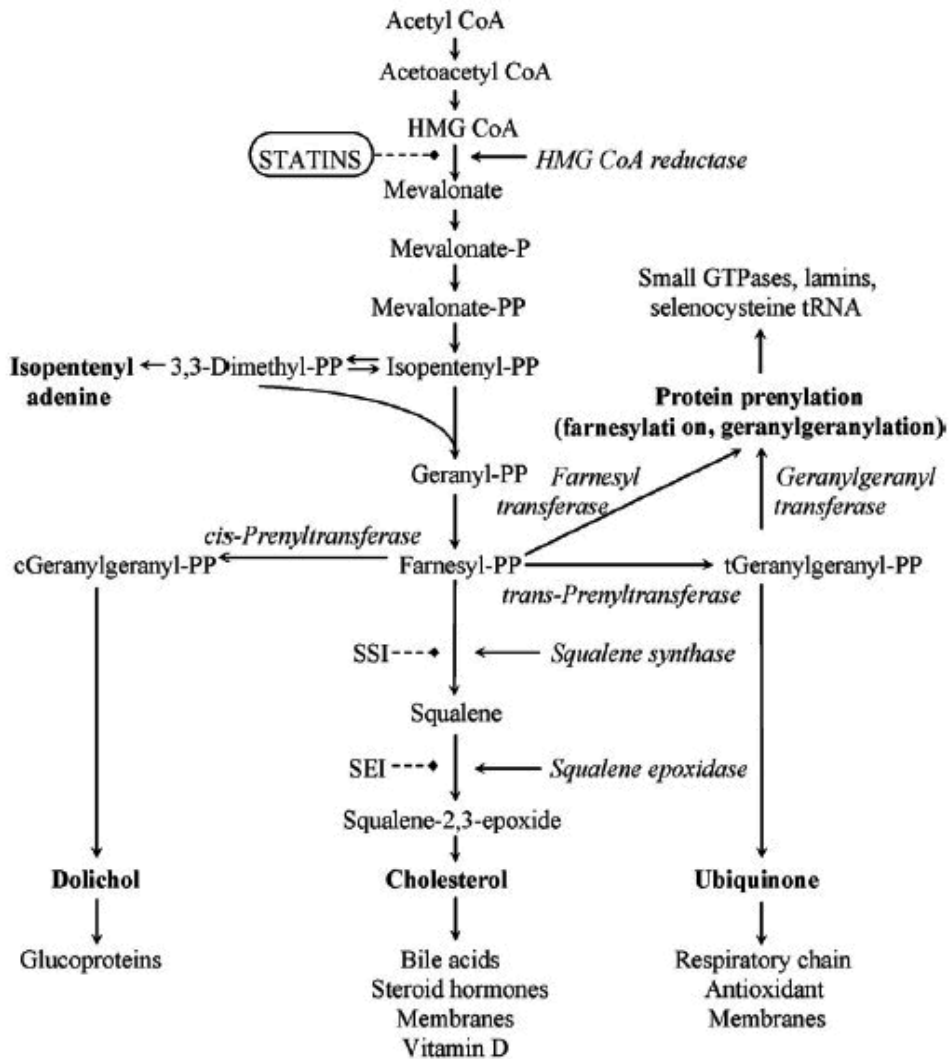 Acetyl CoA
Acetoacetyl CoA
HMG CoA
STATINS
HMG CoA reductase
Mevalonate
Mevalonate-P
Mevalonate-PP
Small GTPases, lamins,
selenocysteine tRNA
Isopentenyl
adenine
3,3-Dimethyl-PP
Isopentenyl-PP
Protein prenylation
(farnesylati on, geranylgeranylation)
Geranyl-PP
Farnesyl
transferase
Geranylgeranyl
transferase
cis-Prenyltransferase
cGeranylgeranyl-PP
Farnesyl-PP
tGeranylgeranyl-PP
trans-Prenyltransferase
SSI
Squalene synthase
Squalene
SEI
Squalene epoxidase
Squalene-2,3-epoxide
Dolichol
Cholesterol
Ubiquinone
Glucoproteins
Bile acids
Steroid hormones
Membranes
Vitamin D
Respiratory chain
Antioxidant
Membranes